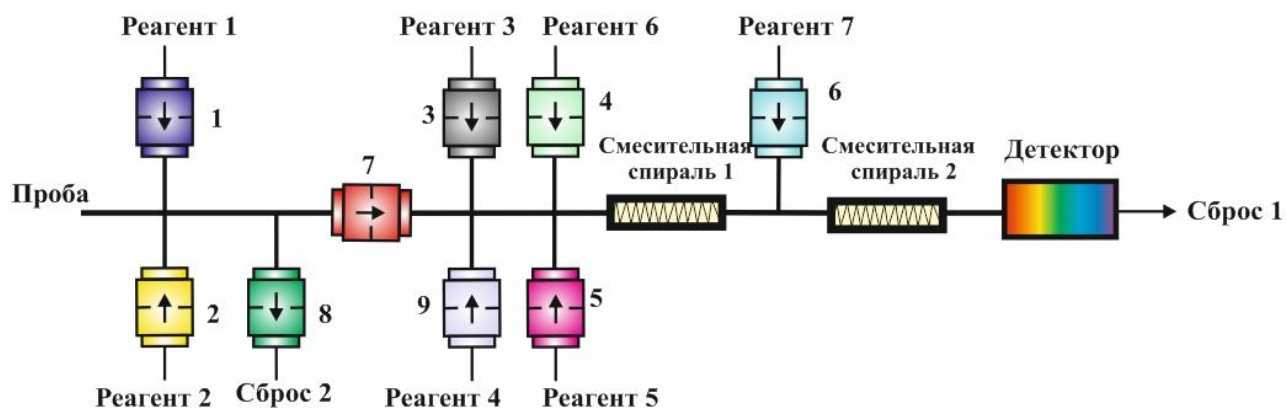 Реагент 1
Реагент 3
Реагент 6
Реагент 7
1
3
4
6
7
Смесительная
спираль 1
Смесительная
спираль 2
Детектор
Проба
Сброс 1
2
8
9
5
Реагент 2
Сброс 2
Реагент 4
Реагент 5